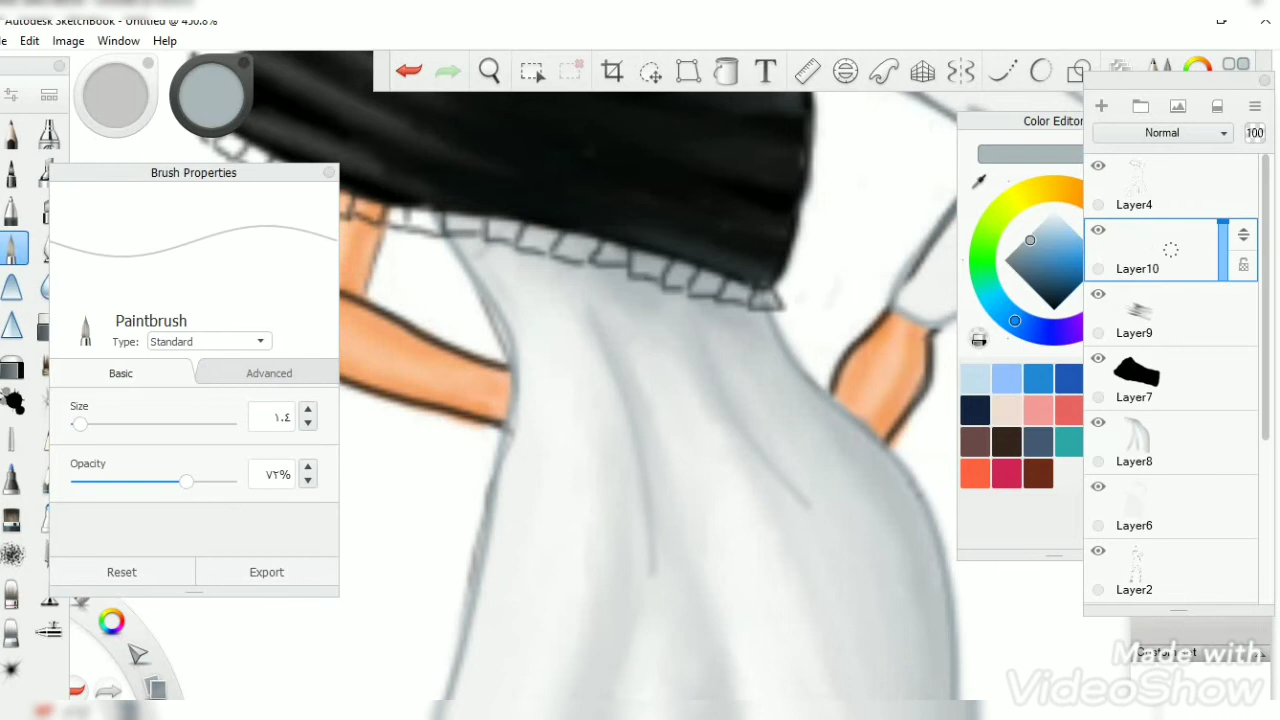 Autodesk SketchBook - Untitled @ 450.8%
Edit Image Window Help
Brush Properties
Color Editor
Normal 100
Layer4
Layer10
Layer9
Layer7
Layer8
Layer6
Layer2
Paintbrush
Type: Standard
Basic Advanced
Size ١.٤
Opacity ٧٢%
Reset Export
Made with
VideoShow